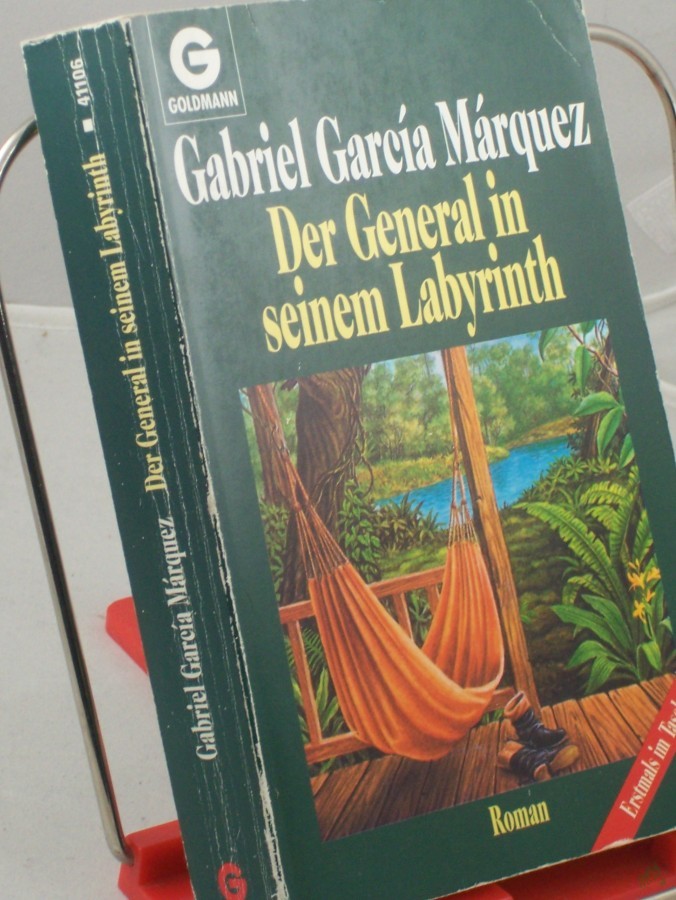 GOLDMANN
Gabriel García Márquez
Der General in
seinem Labyrinth
Roman
Erstmals im
Gabriel García Márquez Der General in seinem Labyrinth ▪ 41106